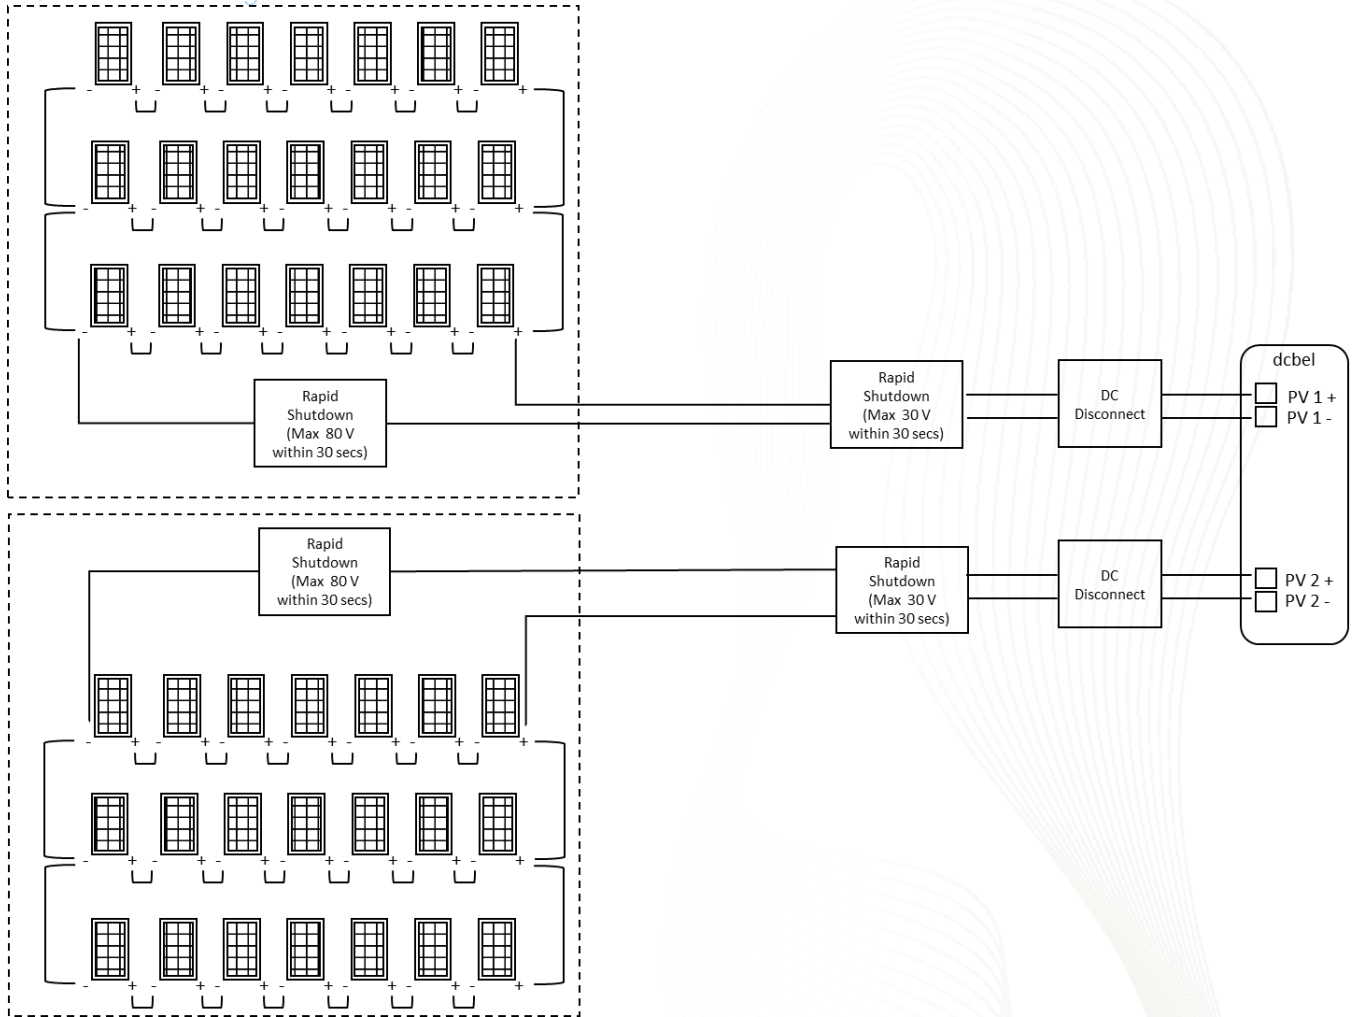 - + - + - + - + - + - + - +
- + - + - + - + - + - + - +
- + - + - + - + - + - + - +
Rapid
Shutdown
(Max 80 V
within 30 secs)
Rapid
Shutdown
(Max 30 V
within 30 secs)
DC
Disconnect
dcbel
PV 1 +
PV 1 -
Rapid
Shutdown
(Max 80 V
within 30 secs)
Rapid
Shutdown
(Max 30 V
within 30 secs)
DC
Disconnect
PV 2 +
PV 2 -
- + - + - + - + - + - + - +
- + - + - + - + - + - + - +
- + - + - + - + - + - + - +